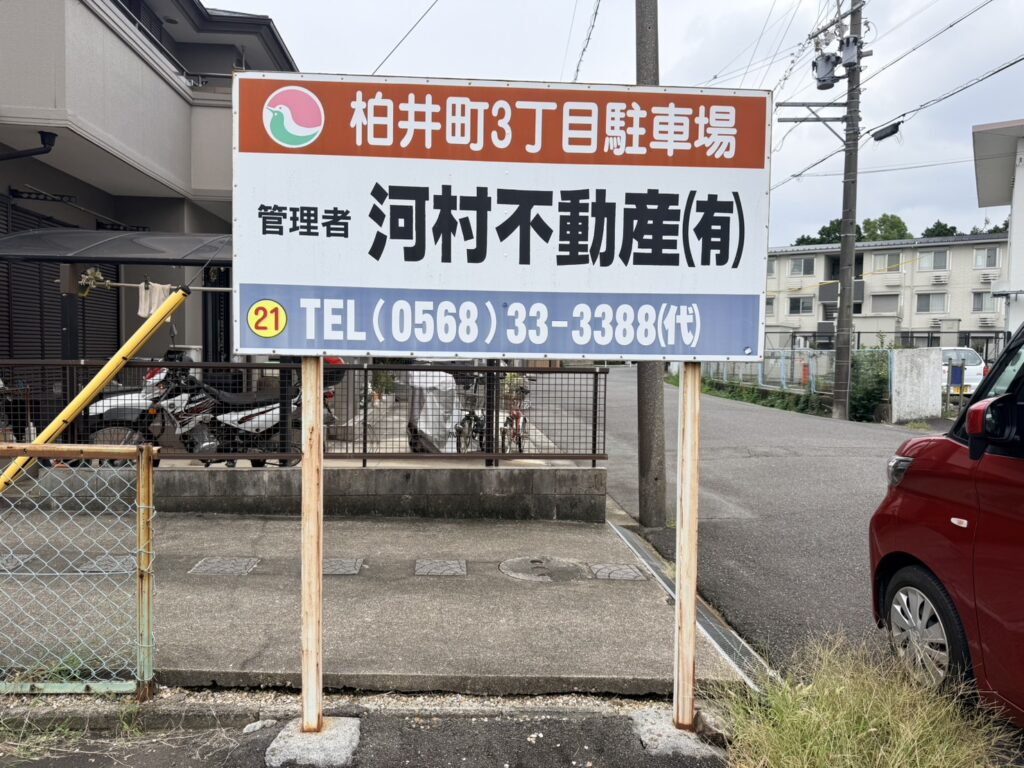 柏井町3丁目駐車場
管理者 河村不動産(有)
21 TEL(0568)33-3388(代)